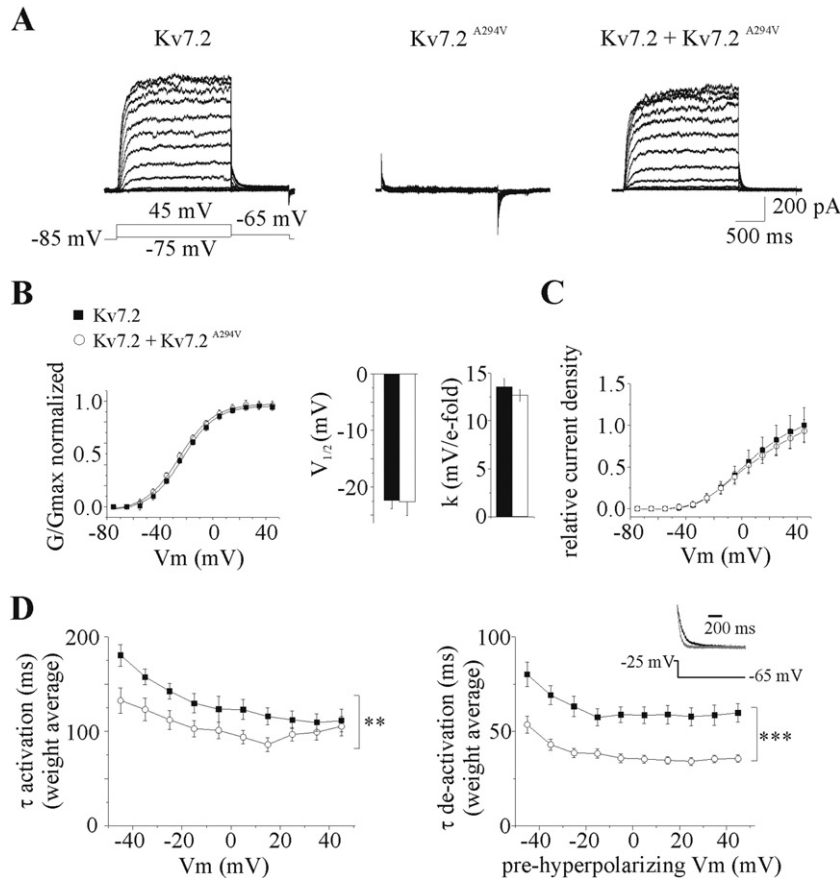 A
Kv7.2
Kv7.2 A294V
Kv7.2 + Kv7.2 A294V
-85 mV
45 mV
-75 mV
-65 mV
200 pA
500 ms
B
Kv7.2
Kv7.2 + Kv7.2 A294V
G/Gmax normalized
1.0
0.5
0.0
-80 -40 0 40
Vm (mV)
V1/2 (mV)
0
-10
-20
k (mV/e-fold)
15
10
5
0
C
relative current density
1.5
1.0
0.5
0.0
-80 -40 0 40
Vm (mV)
D
τ activation (ms)
(weight average)
200
100
0
-40 -20 0 20 40
Vm (mV)
**
τ de-activation (ms)
(weight average)
100
50
0
-40 -20 0 20 40
pre-hyperpolarizing Vm (mV)
200 ms
-25 mV
-65 mV
***